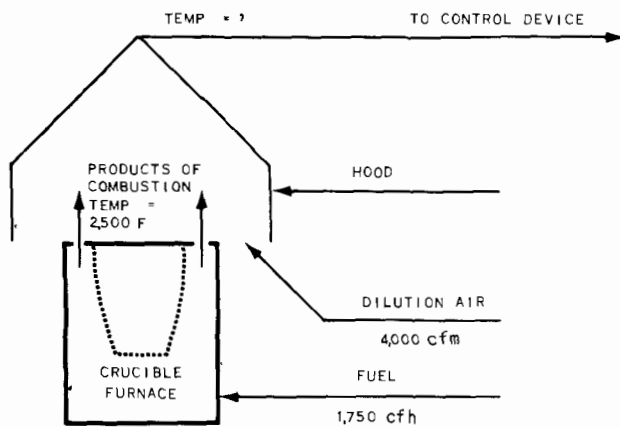 TEMP = ?
TO CONTROL DEVICE
PRODUCTS OF
COMBUSTION
TEMP =
2,500 F
HOOD
DILUTION AIR
4,000 cfm
CRUCIBLE
FURNACE
FUEL
1,750 cfh